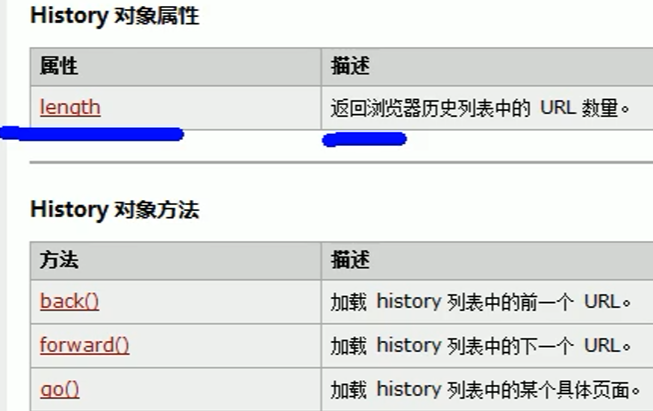 History 对象属性
属性 描述
length 返回浏览器历史列表中的 URL 数量。
History 对象方法
方法 描述
back() 加载 history 列表中的前一个 URL。
forward() 加载 history 列表中的下一个 URL。
go() 加载 history 列表中的某个具体页面。